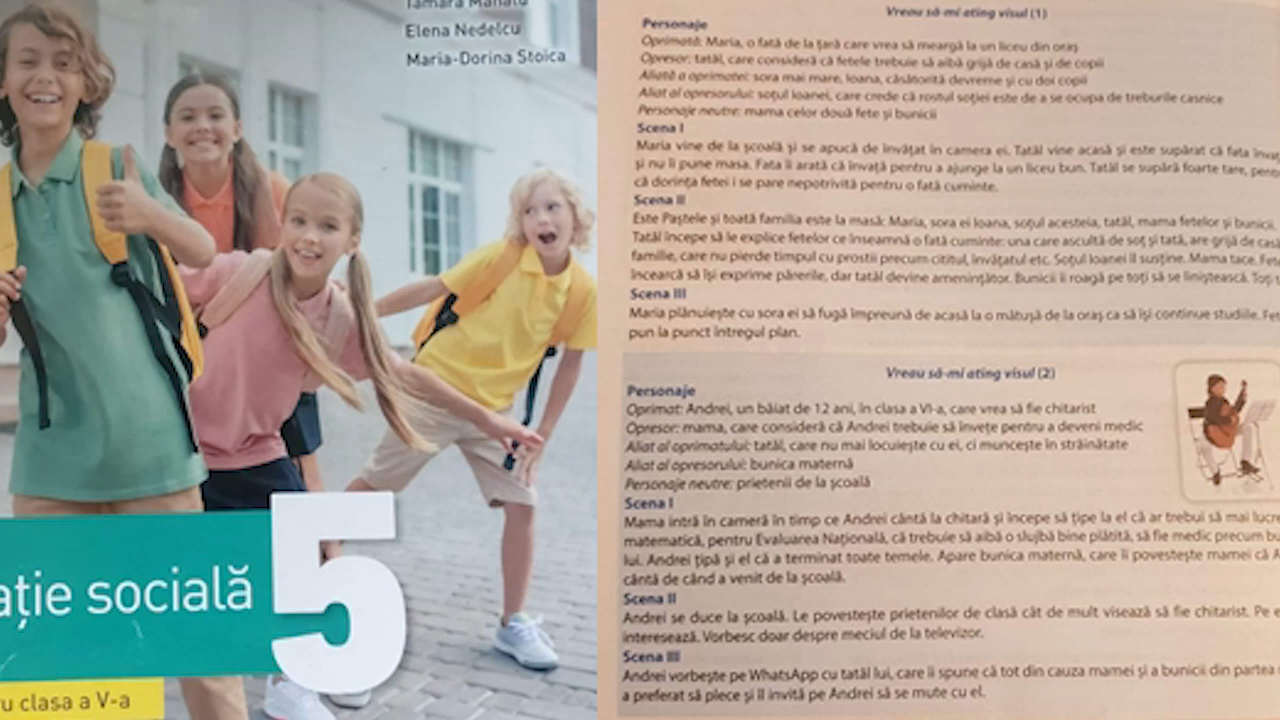 Tamara Manatu
Elena Nedelcu
Maria-Dorina Stoica
ație socială
5
u clasa a V-a
Vreau să-mi ating visul (1)
Personaje
Oprimată: Maria, o fată de la țară care vrea să meargă la un liceu din oraș
Opresor: tatăl, care consideră că fetele trebuie să aibă grijă de casă și de copii
Aliată a oprimatei: sora mai mare, Ioana, căsătorită devreme și cu doi copii
Aliat al opresorului: soțul Ioanei, care crede că rostul soției este de a se ocupa de treburile casnice
Personaje neutre: mama celor două fete și bunicii
Scena I
Maria vine de la școală și se apucă de învățat în camera ei. Tatăl vine acasă și este supărat că fata
și nu îi pune masa. Fata îi arată că învață pentru a ajunge la un liceu bun. Tatăl se supără foarte tare,
că dorința fetei i se pare nepotrivită pentru o fată cuminte.
Scena II
Este Paștele și toată familia este la masă: Maria, sora ei Ioana, soțul acesteia, tatăl, mama fetelor și bunicii.
Tatăl începe să le explice fetelor ce înseamnă o fată cuminte: una care ascultă de soț și tată, are grijă de
familie, care nu pierde timpul cu prostii precum cititul, învățatul etc. Soțul Ioanei îl susține. Mama tace.
încearcă să își exprime părerile, dar tatăl devine amenințător. Bunicii îi roagă pe toți să se liniștească.
Scena III
Maria plănuiește cu sora ei să fugă împreună de acasă la o mătușă de la oraș ca să își continue studiile.
pun la punct întregul plan.
Vreau să-mi ating visul (2)
Personaje
Oprimat: Andrei, un băiat de 12 ani, în clasa a VI-a, care vrea să fie chitarist
Opresor: mama, care consideră că Andrei trebuie să învețe pentru a deveni medic
Aliat al oprimatului: tatăl, care nu mai locuiește cu ei, ci muncește în străinătate
Aliat al opresorului: bunica maternă
Personaje neutre: prietenii de la școală
Scena I
Mama intră în cameră în timp ce Andrei cântă la chitară și începe să țipe la el că ar trebui să mai
matematică, pentru Evaluarea Națională, că trebuie să aibă o slujbă bine plătită, să fie medic precum
lui. Andrei țipă și el că a terminat toate temele. Apare bunica maternă, care îi povestește mamei că
cântă de când a venit de la școală.
Scena II
Andrei se duce la școală. Le povestește prietenilor de clasă cât de mult visează să fie chitarist. Pe
interesează. Vorbesc doar despre meciul de la televizor.
Scena III
Andrei vorbește pe WhatsApp cu tatăl lui, care îi spune că tot din cauza mamei și a bunicii din partea
a preferat să plece și îl invită pe Andrei să se mute cu el.